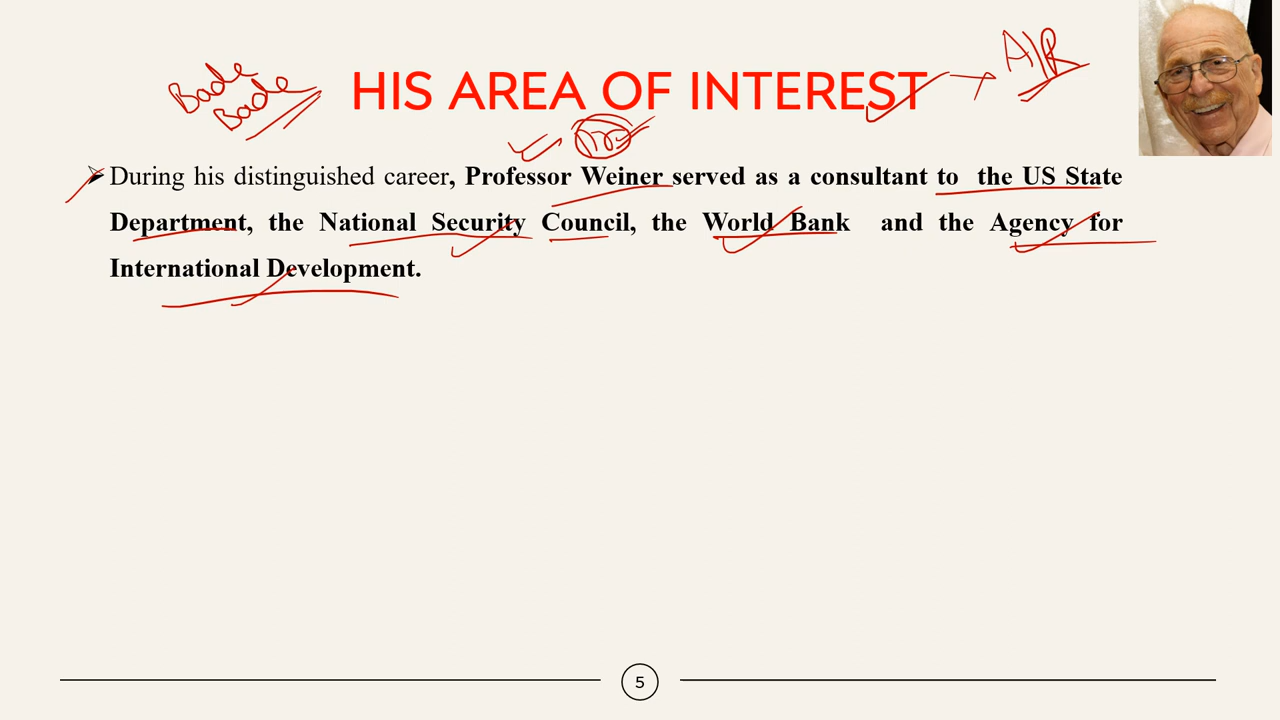 Bade
Bade
HIS AREA OF INTEREST
➢ During his distinguished career, Professor Weiner served as a consultant to the US State
Department, the National Security Council, the World Bank and the Agency for
International Development.
5